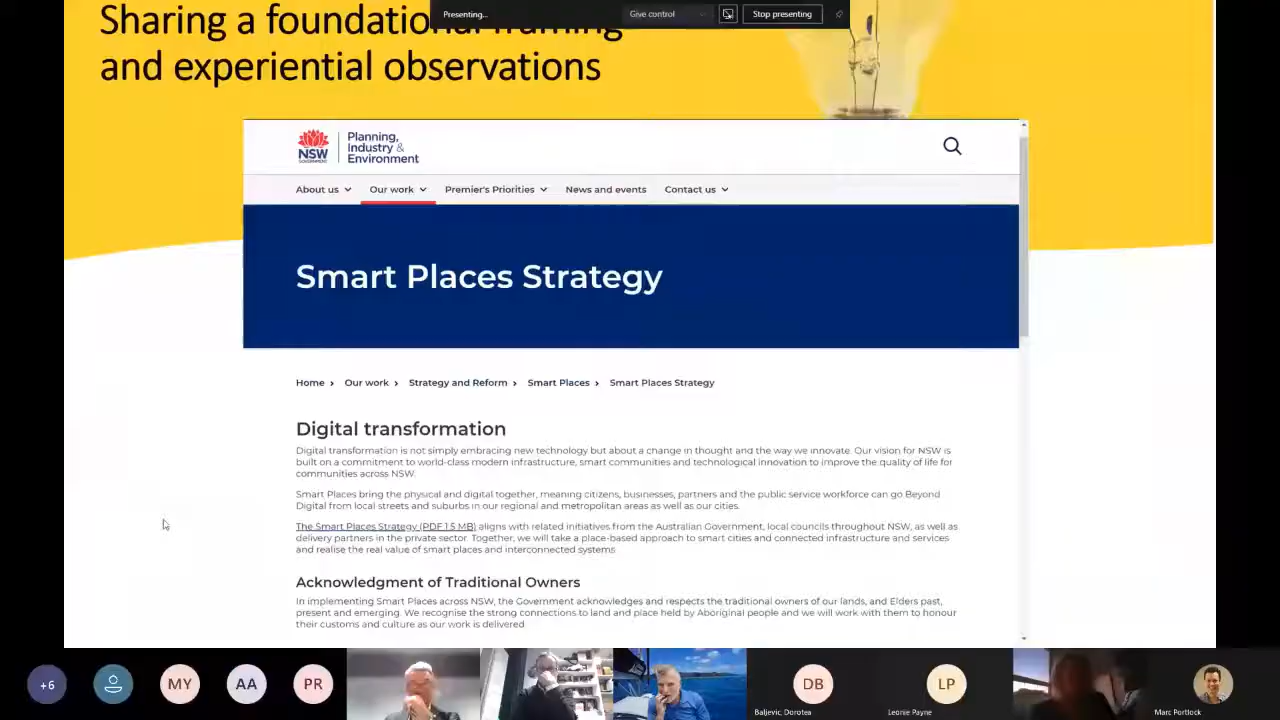 Sharing a foundational framing
and experiential observations
Presenting...
Give control
Stop presenting
NSW
GOVERNMENT
Planning,
Industry &
Environment
About us
Our work
Premier's Priorities
News and events
Contact us
Smart Places Strategy
Home › Our work › Strategy and Reform › Smart Places › Smart Places Strategy
Digital transformation
Digital transformation is not simply embracing new technology but about a change in thought and the way we innovate. Our vision for NSW is
built on a commitment to world-class modern infrastructure, smart communities and technological innovation to improve the quality of life for
communities across NSW.
Smart Places bring the physical and digital together, meaning citizens, businesses, partners and the public service workforce can go Beyond
Digital from local streets and suburbs in our regional and metropolitan areas as well as our cities.
The Smart Places Strategy (PDF 1.5 MB) aligns with related initiatives from the Australian Government, local councils throughout NSW, as well as
delivery partners in the private sector. Together, we will take a place-based approach to smart cities and connected infrastructure and services
and realise the real value of smart places and interconnected systems
Acknowledgment of Traditional Owners
In implementing Smart Places across NSW, the Government acknowledges and respects the traditional owners of our lands, and Elders past,
present and emerging. We recognise the strong connections to land and place held by Aboriginal people and we will work with them to honour
their customs and culture as our work is delivered
+6
MY
AA
PR
DB
Baljevic, Dorotea
LP
Leonie Payne
Marc Portlock